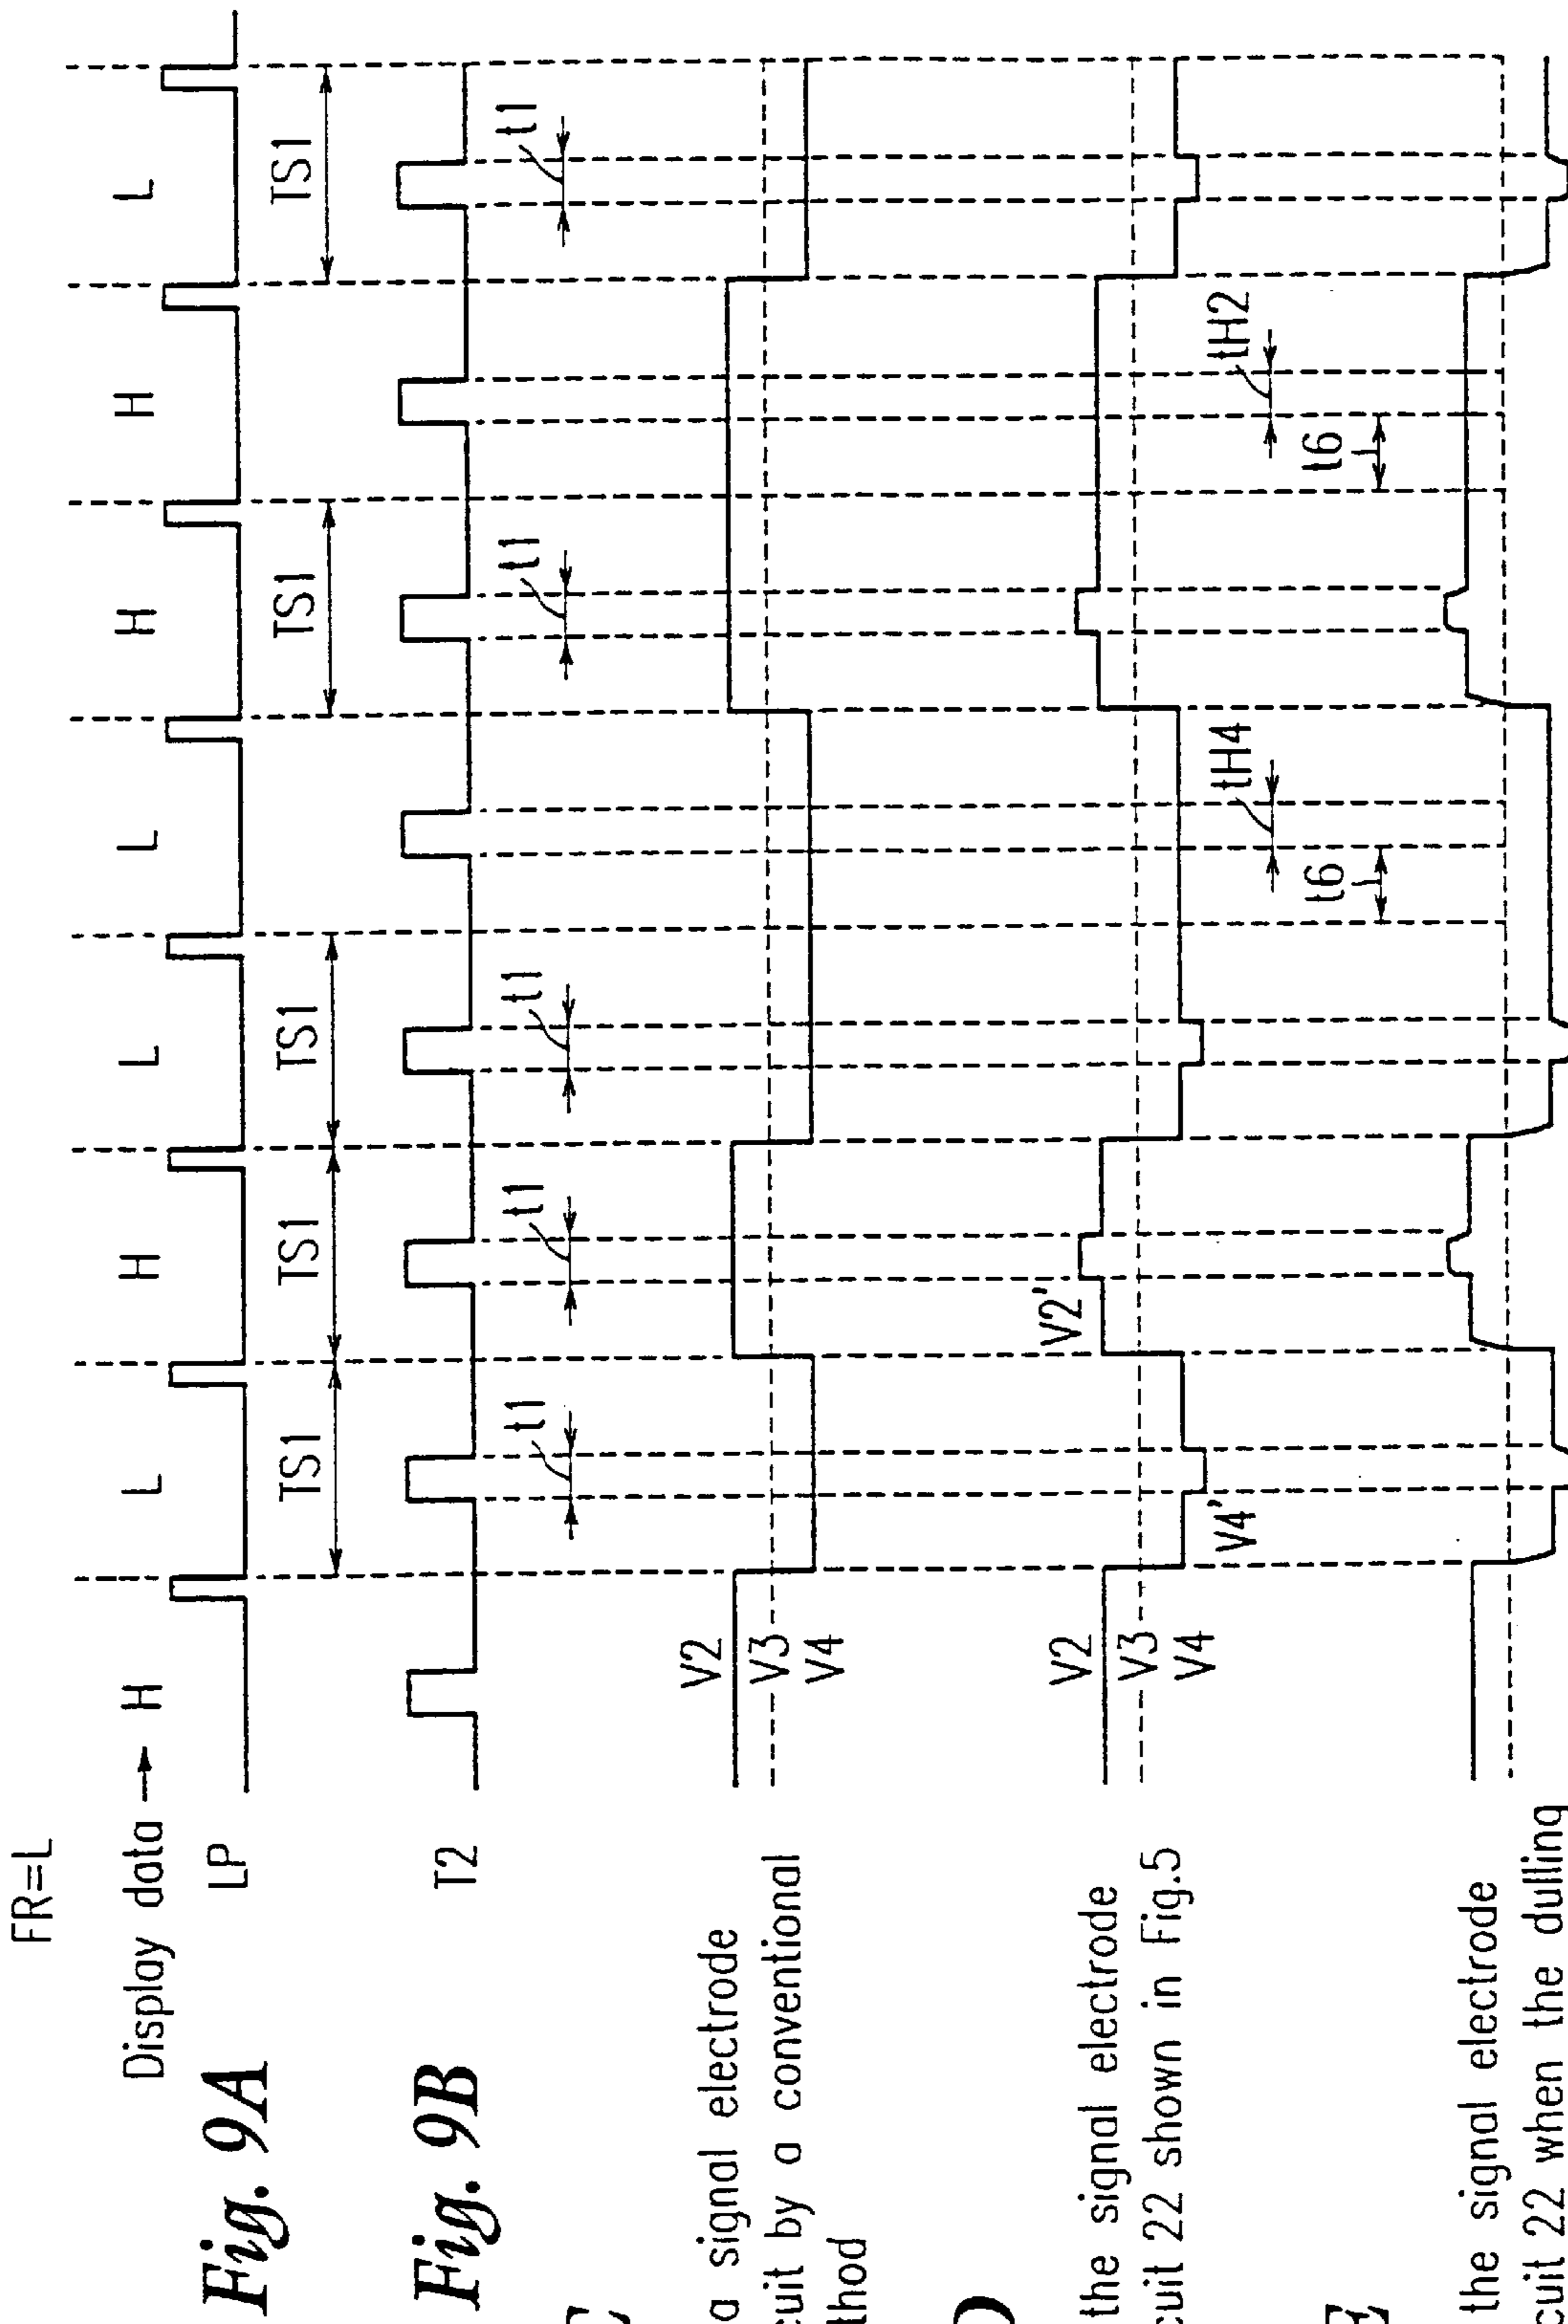 FR=L
Display data → H L H L L H H L
Fig. 9A LP
TS1 TS1 TS1 TS1 TS1
Fig. 9B T2
t1 t1 t1 t1 t1
V2
V3
V4
a signal electrode
cuit by a conventional
thod
tH4 tH2
t6 t6
V2'
V4'
V2
V3
V4
the signal electrode
cuit 22 shown in Fig.5
the signal electrode
cuit 22 when the dulling